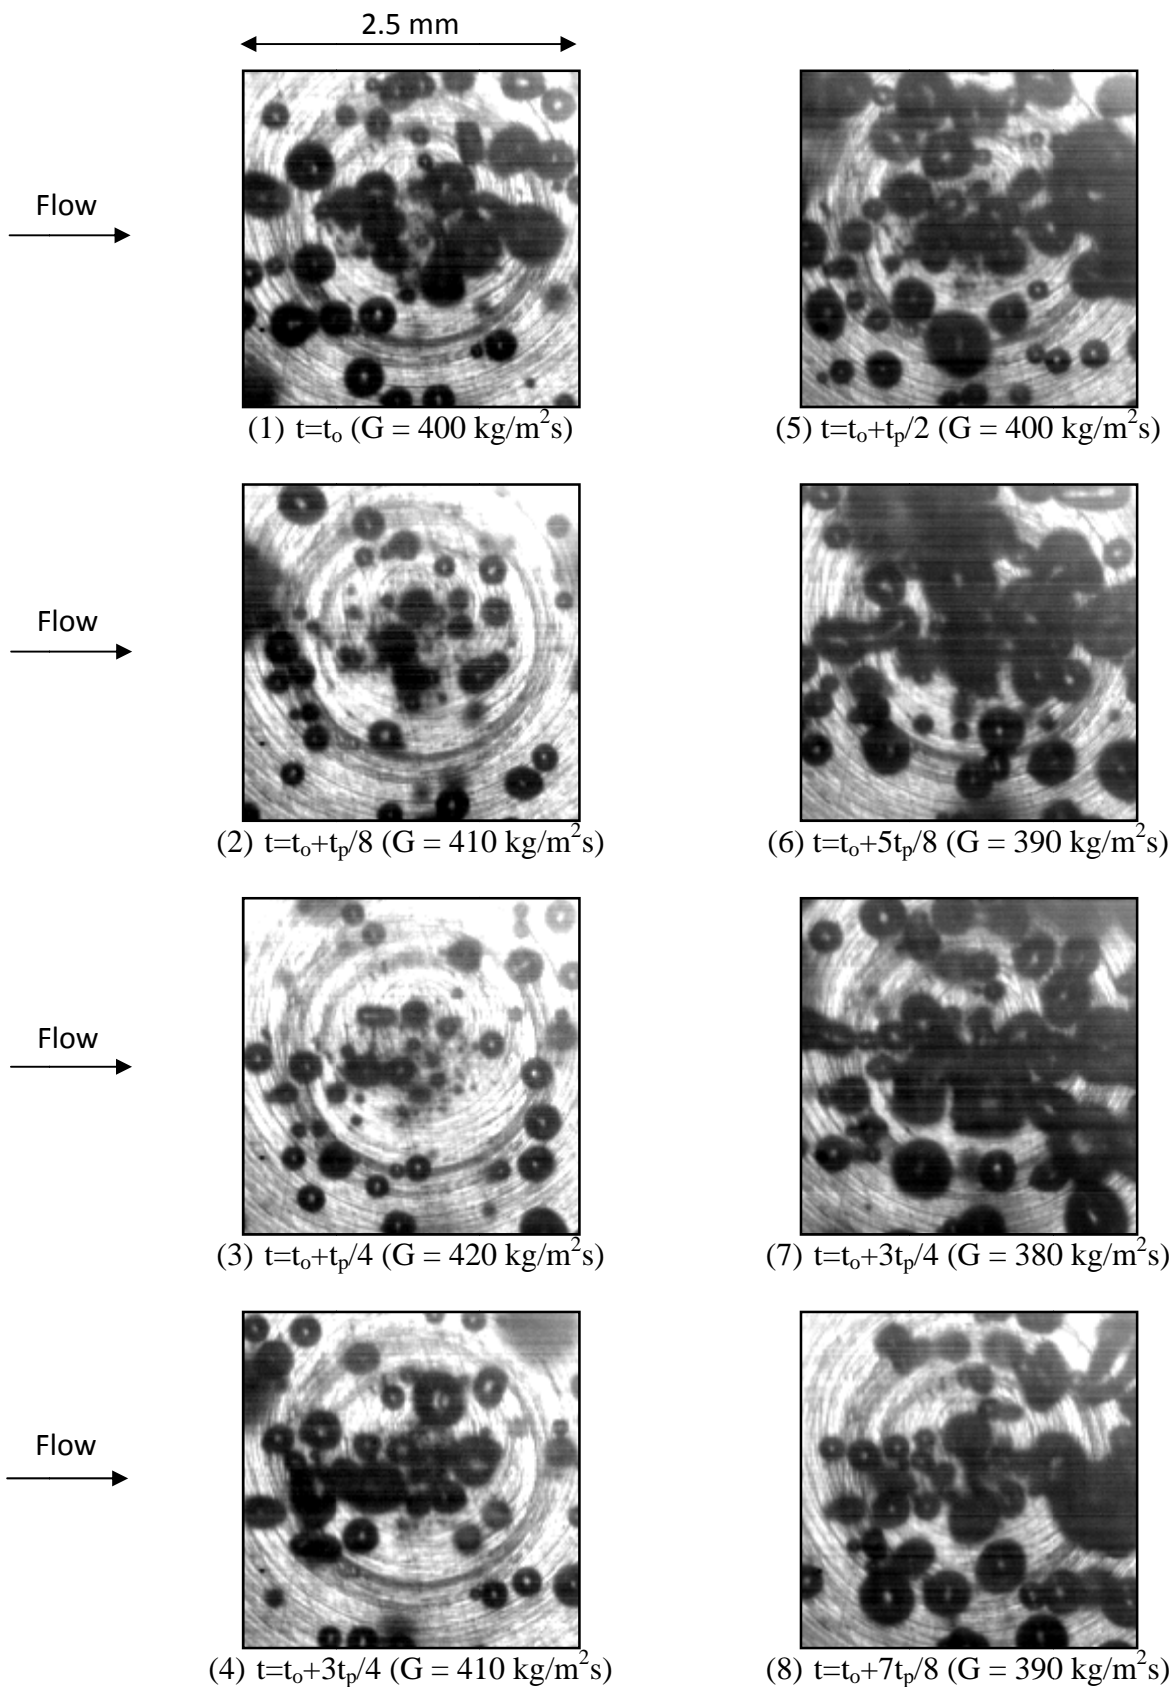 2.5 mm
Flow
(1) t=tₒ (G = 400 kg/m²s)
(5) t=tₒ+tₚ/2 (G = 400 kg/m²s)
Flow
(2) t=tₒ+tₚ/8 (G = 410 kg/m²s)
(6) t=tₒ+5tₚ/8 (G = 390 kg/m²s)
Flow
(3) t=tₒ+tₚ/4 (G = 420 kg/m²s)
(7) t=tₒ+3tₚ/4 (G = 380 kg/m²s)
Flow
(4) t=tₒ+3tₚ/4 (G = 410 kg/m²s)
(8) t=tₒ+7tₚ/8 (G = 390 kg/m²s)